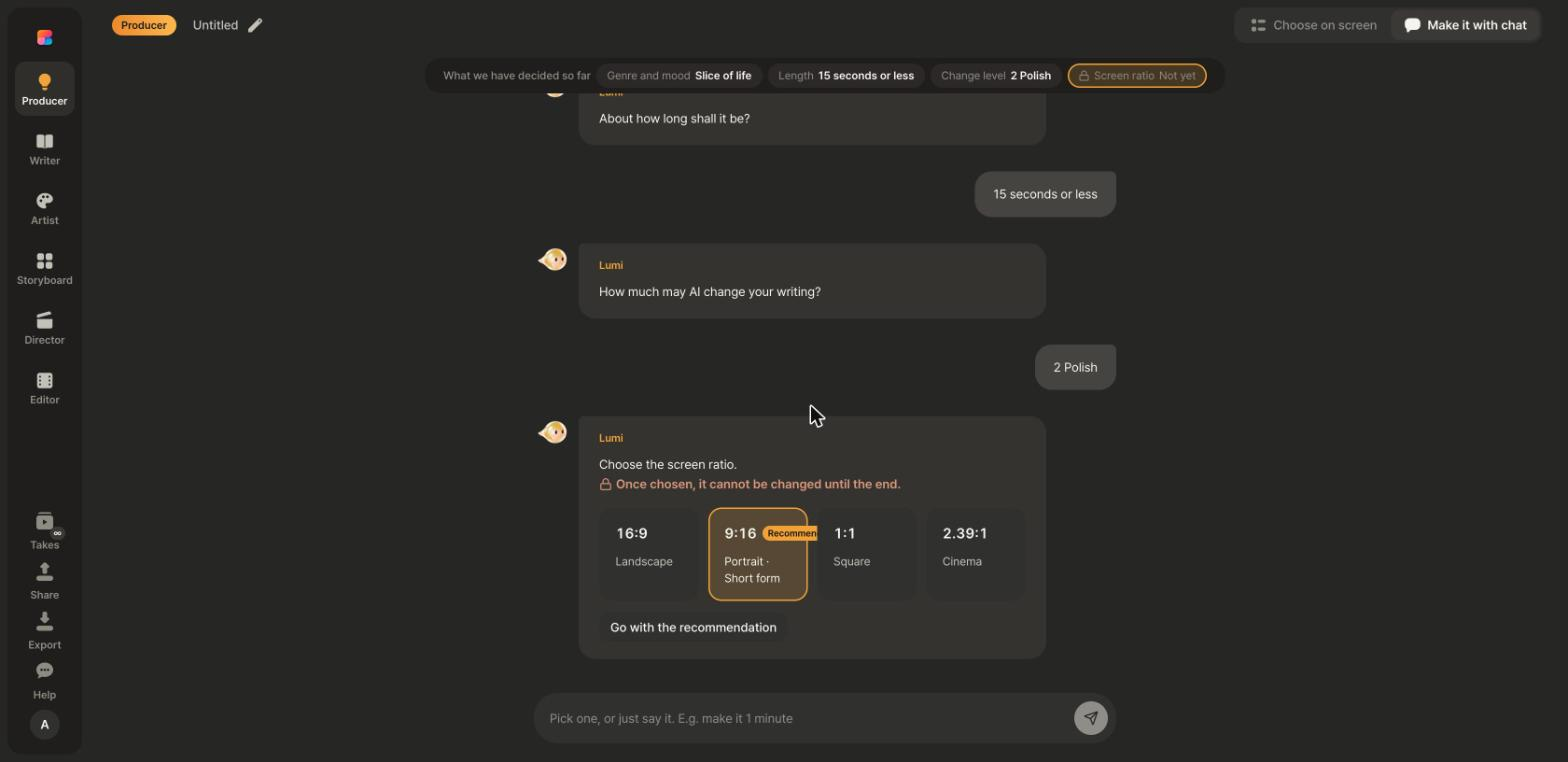 Producer
Untitled
Choose on screen
Make it with chat
What we have decided so far
Genre and mood Slice of life
Length 15 seconds or less
Change level 2 Polish
Screen ratio Not yet
Producer
Writer
Artist
Storyboard
Director
Editor
Takes
Share
Export
Help
A
Lumi
About how long shall it be?
15 seconds or less
Lumi
How much may AI change your writing?
2 Polish
Lumi
Choose the screen ratio.
Once chosen, it cannot be changed until the end.
16:9
Landscape
9:16 Recommen
Portrait ·
Short form
1:1
Square
2.39:1
Cinema
Go with the recommendation
Pick one, or just say it. E.g. make it 1 minute